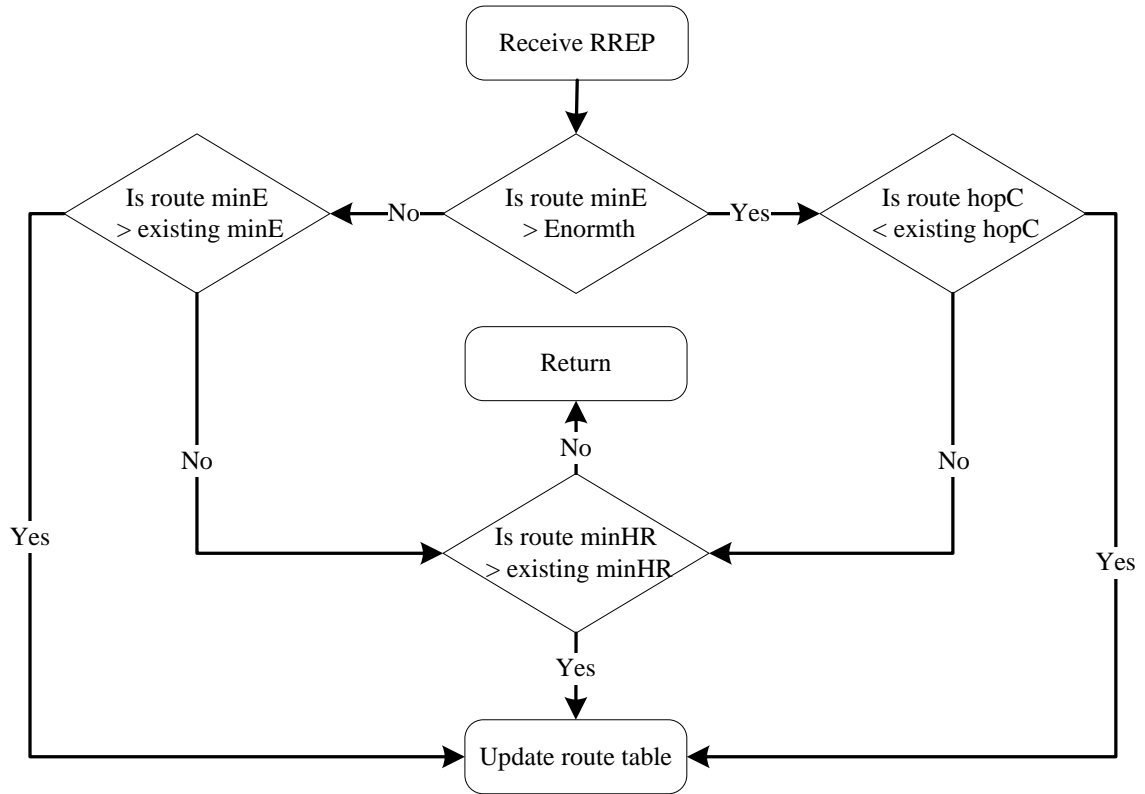 Receive RREP
Is route minE
> existing minE
No
Is route minE
> Enormth
Yes
Is route hopC
< existing hopC
Return
No
No
No
Is route minHR
> existing minHR
Yes
Yes
Yes
Update route table